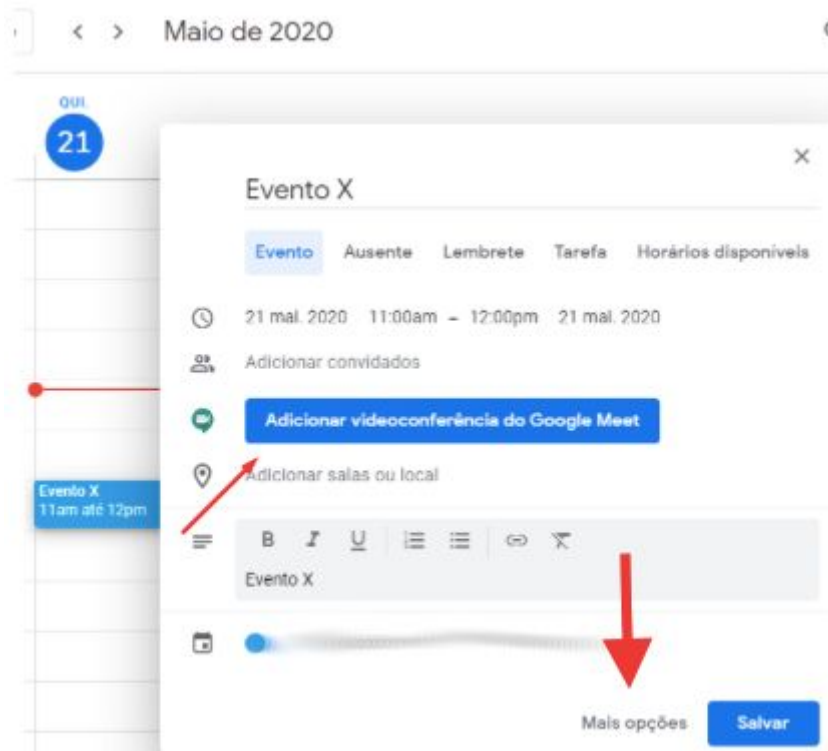 Maio de 2020
QUI.
21
Evento X
Evento Ausente Lembrete Tarefa Horários disponíveis
21 mai. 2020 11:00am – 12:00pm 21 mai. 2020
Adicionar convidados
Adicionar videoconferência do Google Meet
Adicionar salas ou local
Evento X
11am até 12pm
B I U
Evento X
Mais opções Salvar